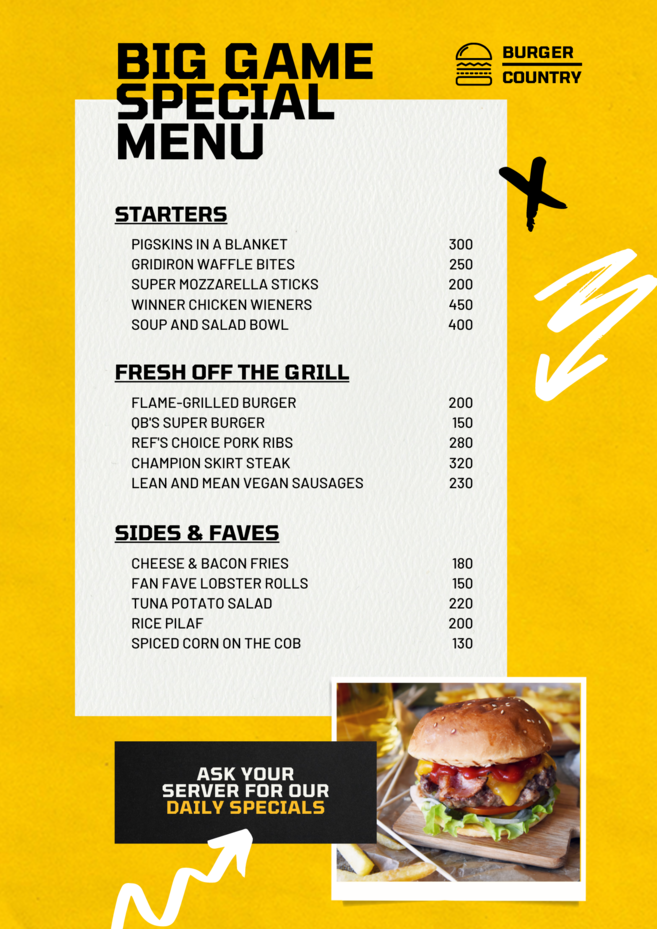 BIG GAME
SPECIAL
MENU
BURGER
COUNTRY
STARTERS
PIGSKINS IN A BLANKET 300
GRIDIRON WAFFLE BITES 250
SUPER MOZZARELLA STICKS 200
WINNER CHICKEN WIENERS 450
SOUP AND SALAD BOWL 400
FRESH OFF THE GRILL
FLAME-GRILLED BURGER 200
QB'S SUPER BURGER 150
REF'S CHOICE PORK RIBS 280
CHAMPION SKIRT STEAK 320
LEAN AND MEAN VEGAN SAUSAGES 230
SIDES & FAVES
CHEESE & BACON FRIES 180
FAN FAVE LOBSTER ROLLS 150
TUNA POTATO SALAD 220
RICE PILAF 200
SPICED CORN ON THE COB 130
ASK YOUR
SERVER FOR OUR
DAILY SPECIALS